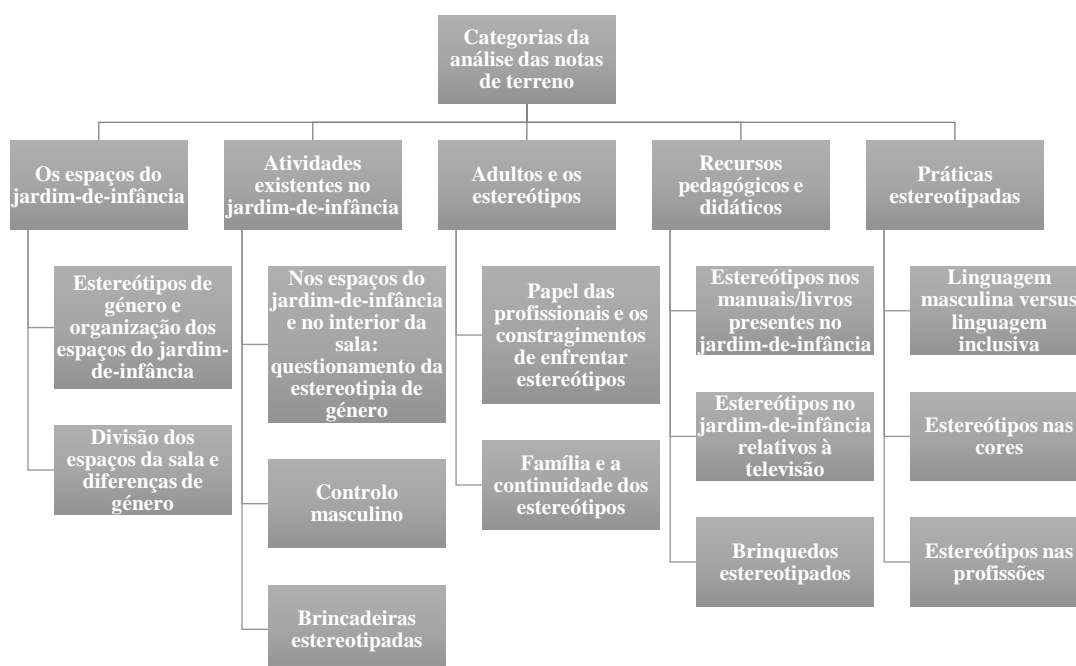 Categorias da
análise das notas
de terreno
Os espaços do
jardim-de-infância
Estereótipos de
género e
organização dos
espaços do jardim-
de-infância
Divisão dos
espaços da sala e
diferenças de
género
Atividades
existentes no
jardim-de-infância
Nos espaços do
jardim-de-infância
e no interior da
sala:
questionamento da
estereotipia de
género
Controlo
masculino
Brincadeiras
estereotipadas
Adultos e os
estereótipos
Papel das
profissionais e os
constragimentos
de enfrentar
estereótipos
Família e a
continuidade dos
estereótipos
Recursos
pedagógicos e
didáticos
Estereótipos nos
manuais/livros
presentes no
jardim-de-infância
Estereótipos no
jardim-de-infância
relativos à
televisão
Brinquedos
estereotipados
Práticas
estereotipadas
Linguagem
masculina versus
linguagem
inclusiva
Estereótipos nas
cores
Estereótipos nas
profissões